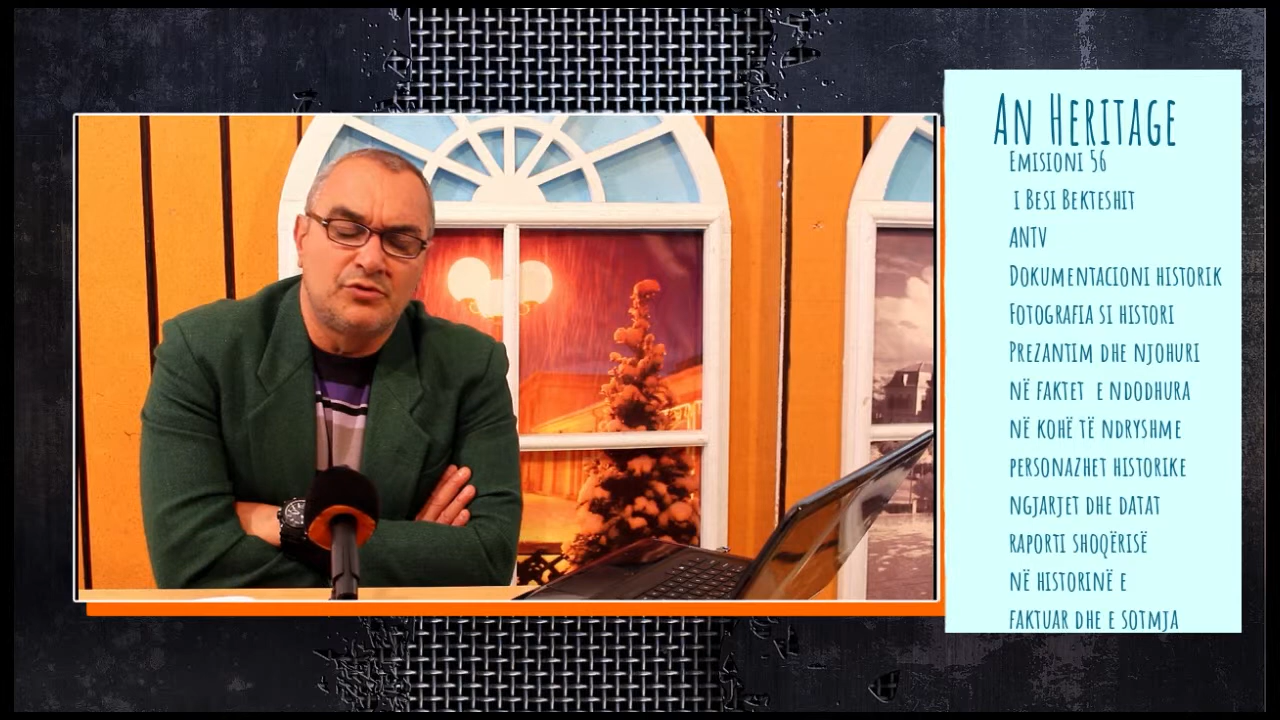 An Heritage
Emisioni 56
i Besi Bekteshit
ANTV
Dokumentacioni historik
Fotografia si histori
Prezantim dhe njohuri
në faktet e ndodhura
në kohë të ndryshme
personazhet historike
ngjarjet dhe datat
raporti shoqërisë
në historinë e
faktuar dhe e sotmja